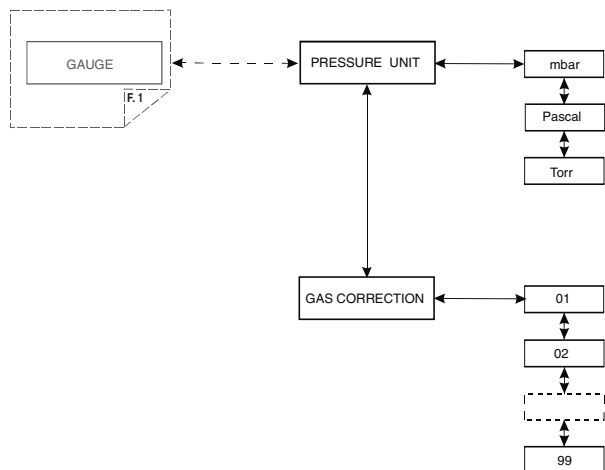 GAUGE
F.1
PRESSURE UNIT
mbar
Pascal
Torr
GAS CORRECTION
01
02
99